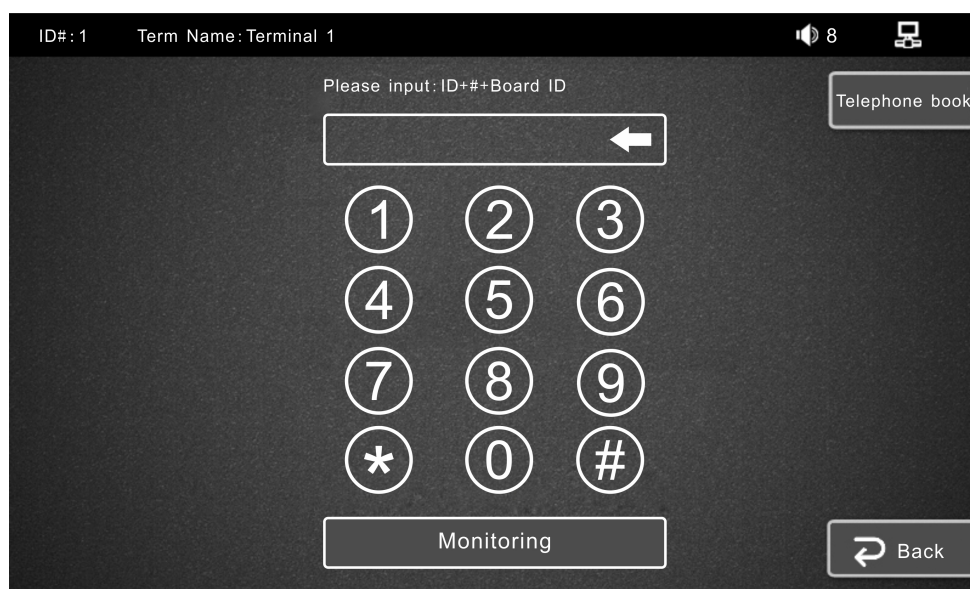 ID#:1 Term Name:Terminal 1 8
Please input:ID+#+Board ID
Telephone book
1 2 3
4 5 6
7 8 9
* 0 #
Monitoring
Back